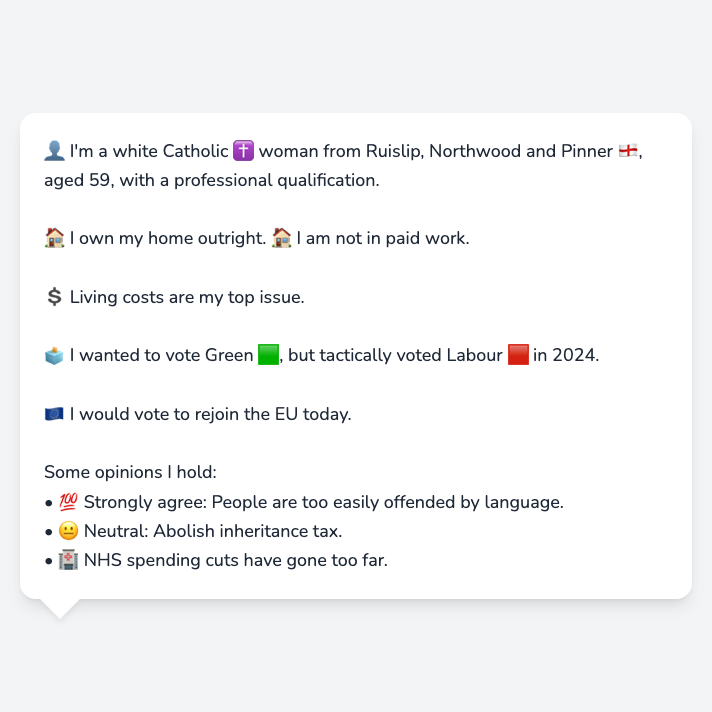 👤 I'm a white Catholic ✝️ woman from Ruislip, Northwood and Pinner 🏴󠁧󠁢󠁥󠁮󠁧󠁿,
aged 59, with a professional qualification.
🏠 I own my home outright. 🏠 I am not in paid work.
💲 Living costs are my top issue.
🗳️ I wanted to vote Green 🟩, but tactically voted Labour 🟥 in 2024.
🇪🇺 I would vote to rejoin the EU today.
Some opinions I hold:
• 💯 Strongly agree: People are too easily offended by language.
• 😐 Neutral: Abolish inheritance tax.
• 🏥 NHS spending cuts have gone too far.